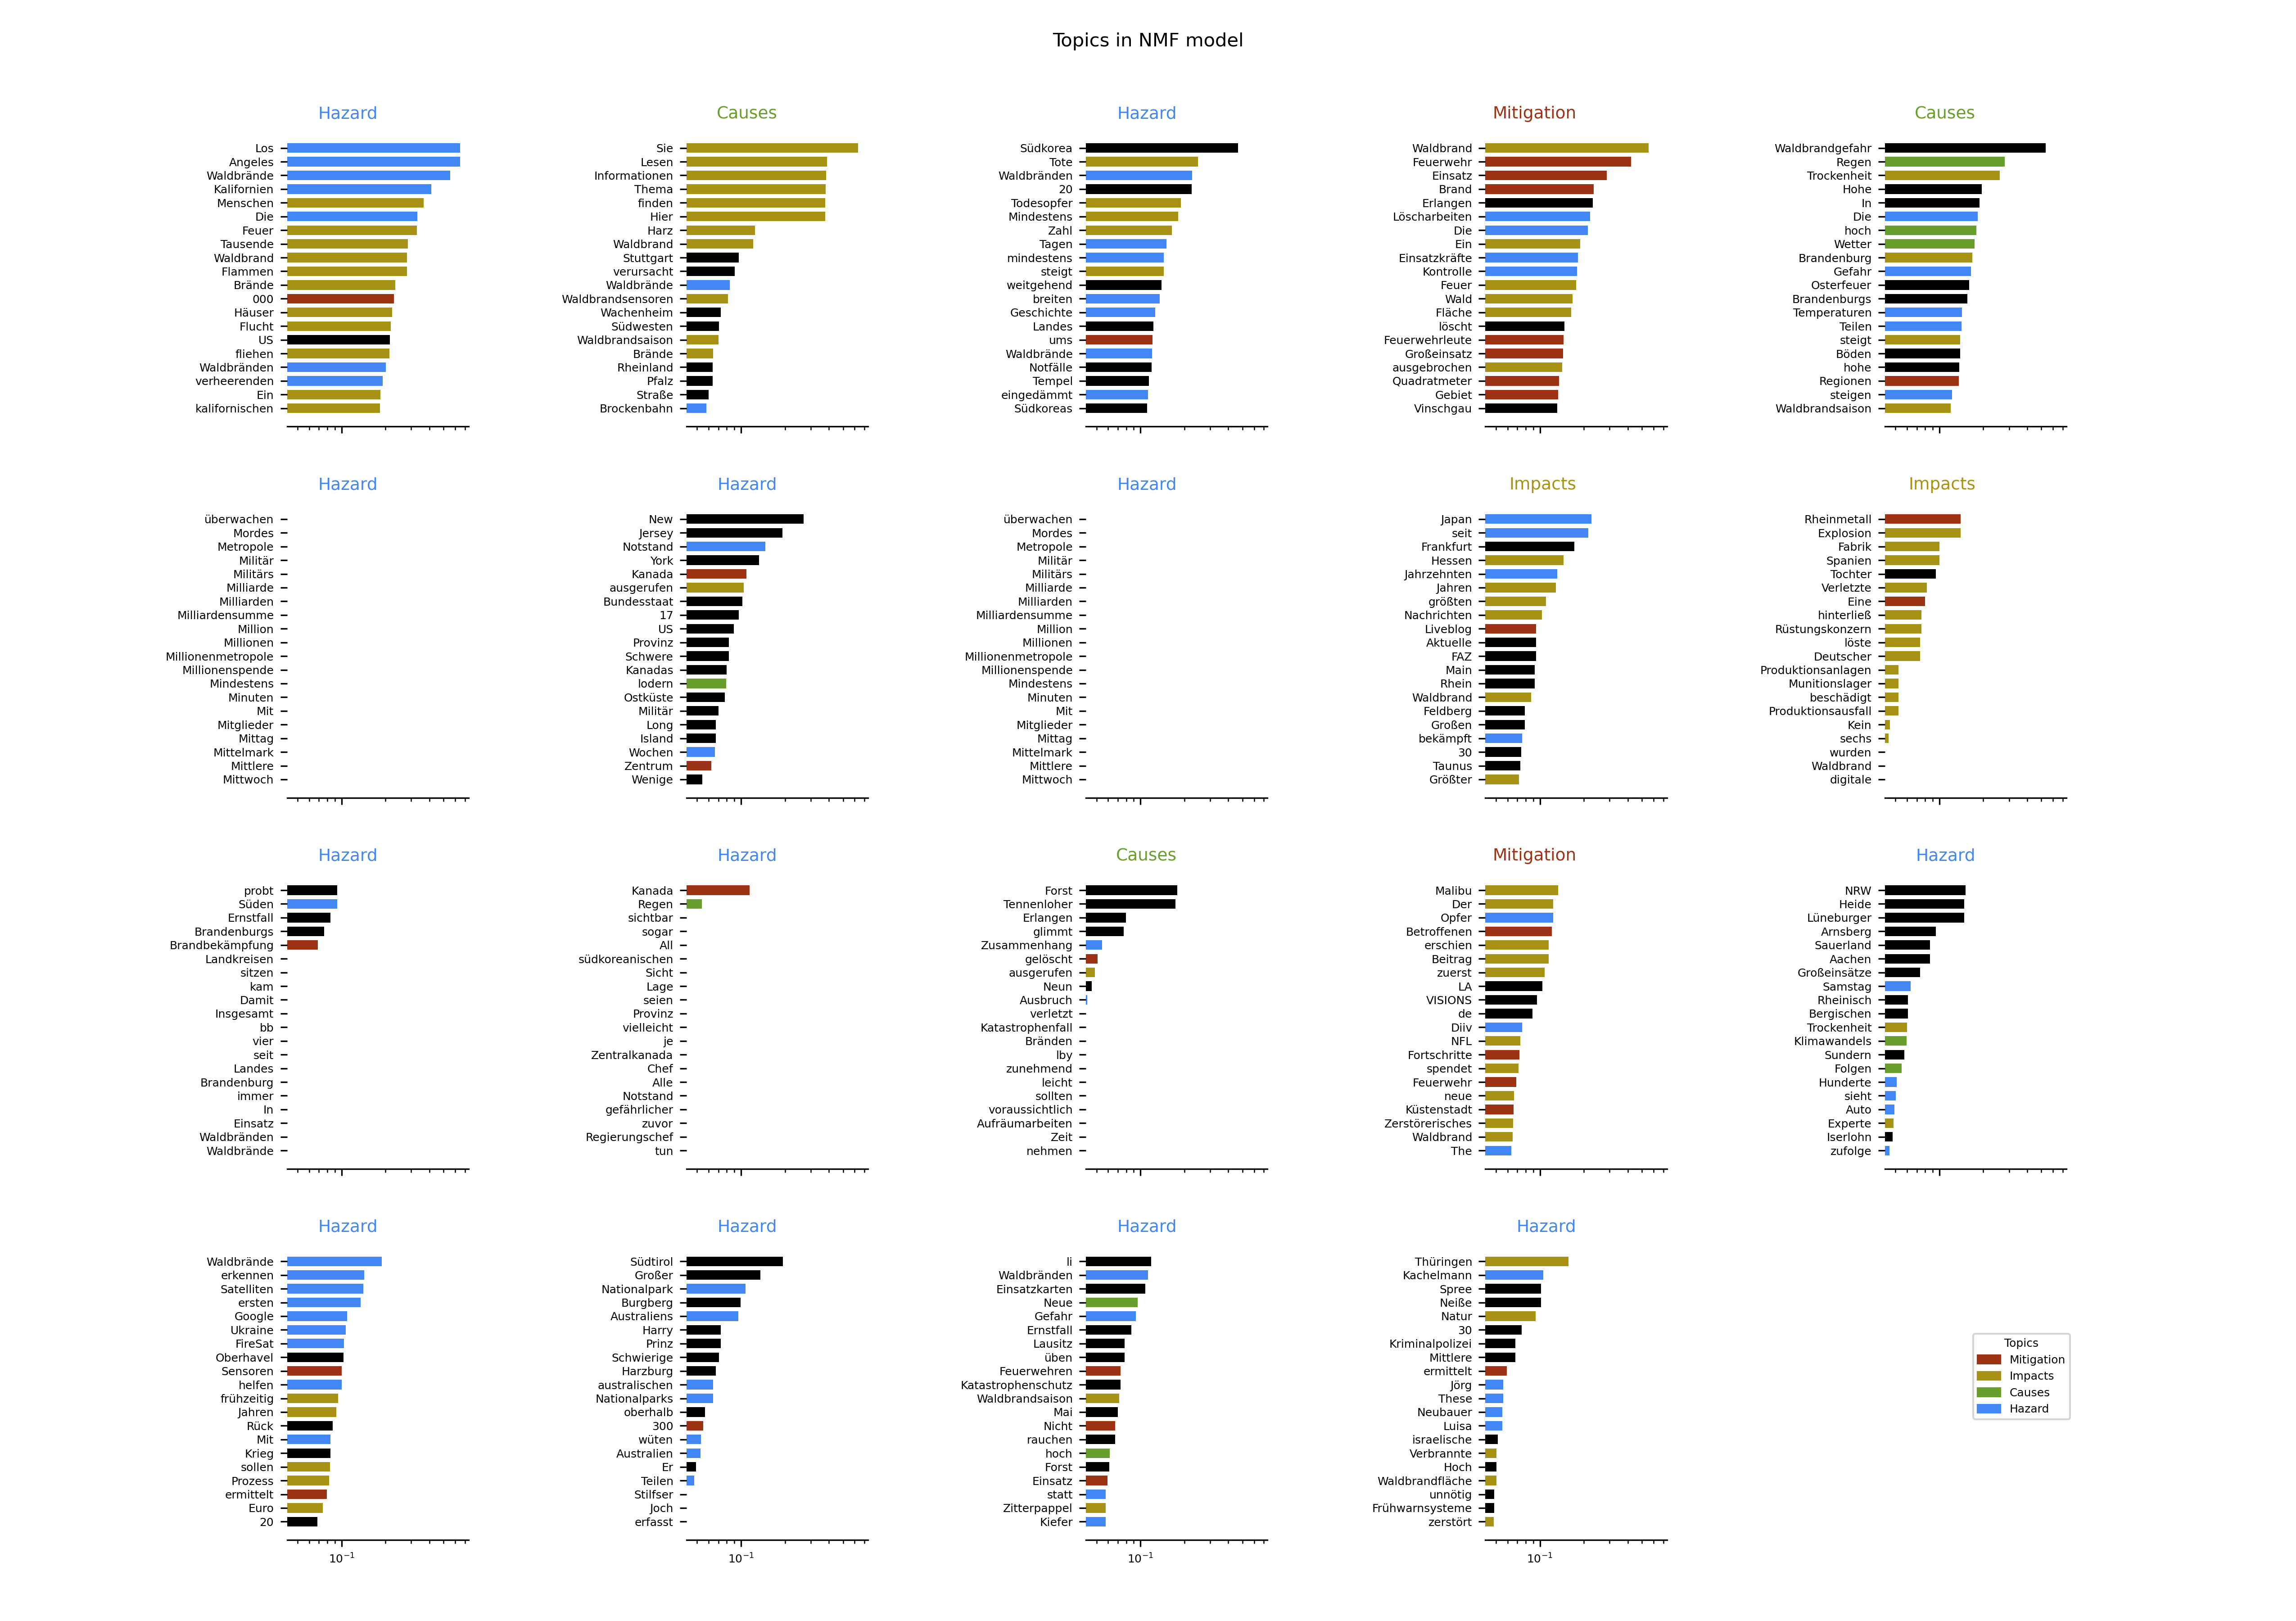 Topics in NMF model
Hazard
Los
Angeles
Waldbrände
Kalifornien
Menschen
Die
Feuer
Tausende
Waldbrand
Flammen
Brände
000
Häuser
Flucht
US
fliehen
Waldbränden
verheerenden
Ein
kalifornischen
Causes
Sie
Lesen
Informationen
Thema
finden
Hier
Harz
Waldbrand
Stuttgart
verursacht
Waldbrände
Waldbrandsensoren
Wachenheim
Südwesten
Waldbrandsaison
Brände
Rheinland
Pfalz
Straße
Brockenbahn
Hazard
Südkorea
Tote
Waldbränden
20
Todesopfer
Mindestens
Zahl
Tagen
mindestens
steigt
weitgehend
breiten
Geschichte
Landes
ums
Waldbrände
Notfälle
Tempel
eingedämmt
Südkoreas
Mitigation
Waldbrand
Feuerwehr
Einsatz
Brand
Erlangen
Löscharbeiten
Die
Ein
Einsatzkräfte
Kontrolle
Feuer
Wald
Fläche
löscht
Feuerwehrleute
Großeinsatz
ausgebrochen
Quadratmeter
Gebiet
Vinschgau
Causes
Waldbrandgefahr
Regen
Trockenheit
Hohe
In
Die
hoch
Wetter
Brandenburg
Gefahr
Osterfeuer
Brandenburgs
Temperaturen
Teilen
steigt
Böden
hohe
Regionen
steigen
Waldbrandsaison
Hazard
überwachen
Mordes
Metropole
Militär
Militärs
Milliarde
Milliarden
Milliardensumme
Million
Millionen
Millionenmetropole
Millionenspende
Mindestens
Minuten
Mit
Mitglieder
Mittag
Mittelmark
Mittlere
Mittwoch
Hazard
New
Jersey
Notstand
York
Kanada
ausgerufen
Bundesstaat
17
US
Provinz
Schwere
Kanadas
lodern
Ostküste
Militär
Long
Island
Wochen
Zentrum
Wenige
Hazard
überwachen
Mordes
Metropole
Militär
Militärs
Milliarde
Milliarden
Milliardensumme
Million
Millionen
Millionenmetropole
Millionenspende
Mindestens
Minuten
Mit
Mitglieder
Mittag
Mittelmark
Mittlere
Mittwoch
Impacts
Japan
seit
Frankfurt
Hessen
Jahrzehnten
Jahren
größten
Nachrichten
Liveblog
Aktuelle
FAZ
Main
Rhein
Waldbrand
Feldberg
Großen
bekämpft
30
Taunus
Größter
Impacts
Rheinmetall
Explosion
Fabrik
Spanien
Tochter
Verletzte
Eine
hinterließ
Rüstungskonzern
löste
Deutscher
Produktionsanlagen
Munitionslager
beschädigt
Produktionsausfall
Kein
sechs
wurden
Waldbrand
digitale
Hazard
probt
Süden
Ernstfall
Brandenburgs
Brandbekämpfung
Landkreisen
sitzen
kam
Damit
Insgesamt
bb
vier
seit
Landes
Brandenburg
immer
In
Einsatz
Waldbränden
Waldbrände
Hazard
Kanada
Regen
sichtbar
sogar
All
südkoreanischen
Sicht
Lage
seien
Provinz
vielleicht
je
Zentralkanada
Chef
Alle
Notstand
gefährlicher
zuvor
Regierungschef
tun
Causes
Forst
Tennenloher
Erlangen
glimmt
Zusammenhang
gelöscht
ausgerufen
Neun
Ausbruch
verletzt
Katastrophenfall
Bränden
lby
zunehmend
leicht
sollten
voraussichtlich
Aufräumarbeiten
Zeit
nehmen
Mitigation
Malibu
Der
Opfer
Betroffenen
erschien
Beitrag
zuerst
LA
VISIONS
de
Diiv
NFL
Fortschritte
spendet
Feuerwehr
neue
Küstenstadt
Zerstörerisches
Waldbrand
The
Hazard
NRW
Heide
Lüneburger
Arnsberg
Sauerland
Aachen
Großeinsätze
Samstag
Rheinisch
Bergischen
Trockenheit
Klimawandels
Sundern
Folgen
Hunderte
sieht
Auto
Experte
Iserlohn
zufolge
Hazard
Waldbrände
erkennen
Satelliten
ersten
Google
Ukraine
FireSat
Oberhavel
Sensoren
helfen
frühzeitig
Jahren
Rück
Mit
Krieg
sollen
Prozess
ermittelt
Euro
20
10⁻¹
Hazard
Südtirol
Großer
Nationalpark
Burgberg
Australiens
Harry
Prinz
Schwierige
Harzburg
australischen
Nationalparks
oberhalb
300
wüten
Australien
Er
Teilen
Stilfser
Joch
erfasst
10⁻¹
Hazard
li
Waldbränden
Einsatzkarten
Neue
Gefahr
Ernstfall
Lausitz
üben
Feuerwehren
Katastrophenschutz
Waldbrandsaison
Mai
Nicht
rauchen
hoch
Forst
Einsatz
statt
Zitterpappel
Kiefer
10⁻¹
Hazard
Thüringen
Kachelmann
Spree
Neiße
Natur
30
Kriminalpolizei
Mittlere
ermittelt
Jörg
These
Neubauer
Luisa
israelische
Verbrannte
Hoch
Waldbrandfläche
unnötig
Frühwarnsysteme
zerstört
10⁻¹
Topics
Mitigation
Impacts
Causes
Hazard